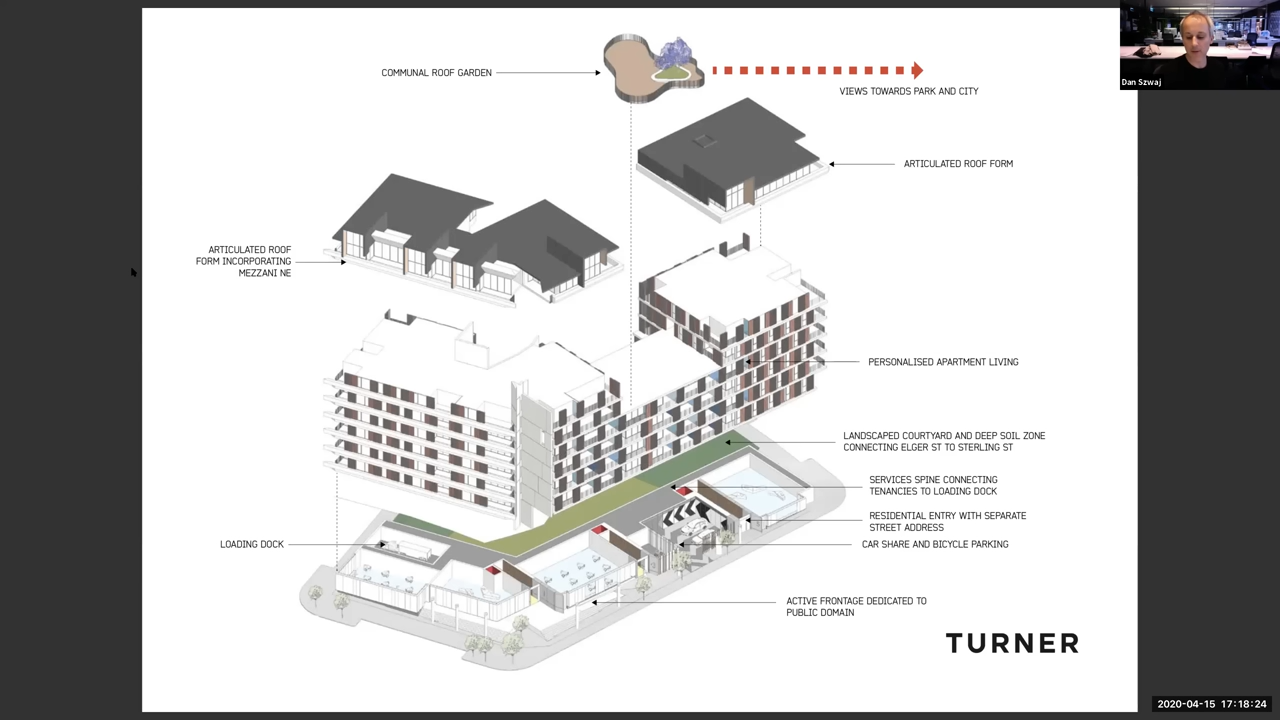 Dan Szwaj
COMMUNAL ROOF GARDEN
VIEWS TOWARDS PARK AND CITY
ARTICULATED ROOF FORM
ARTICULATED ROOF
FORM INCORPORATING
MEZZANI NE
PERSONALISED APARTMENT LIVING
LANDSCAPED COURTYARD AND DEEP SOIL ZONE
CONNECTING ELGER ST TO STERLING ST
SERVICES SPINE CONNECTING
TENANCIES TO LOADING DOCK
RESIDENTIAL ENTRY WITH SEPARATE
STREET ADDRESS
LOADING DOCK
CAR SHARE AND BICYCLE PARKING
ACTIVE FRONTAGE DEDICATED TO
PUBLIC DOMAIN
TURNER
2020-04-15 17:18:24